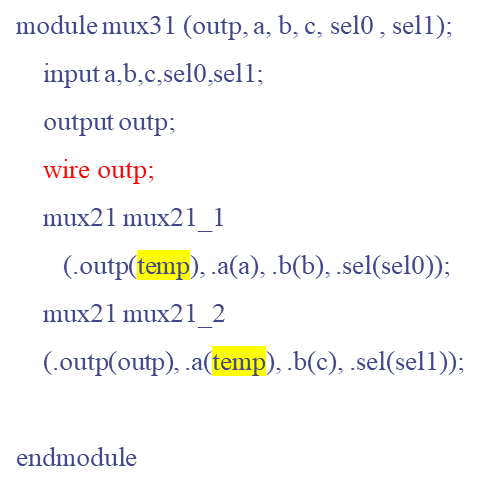 module mux31 (outp, a, b, c, sel0 , sel1);
input a,b,c,sel0,sel1;
output outp;
wire outp;
mux21 mux21_1
(.outp(temp), .a(a), .b(b), .sel(sel0));
mux21 mux21_2
(.outp(outp), .a(temp), .b(c), .sel(sel1));
endmodule